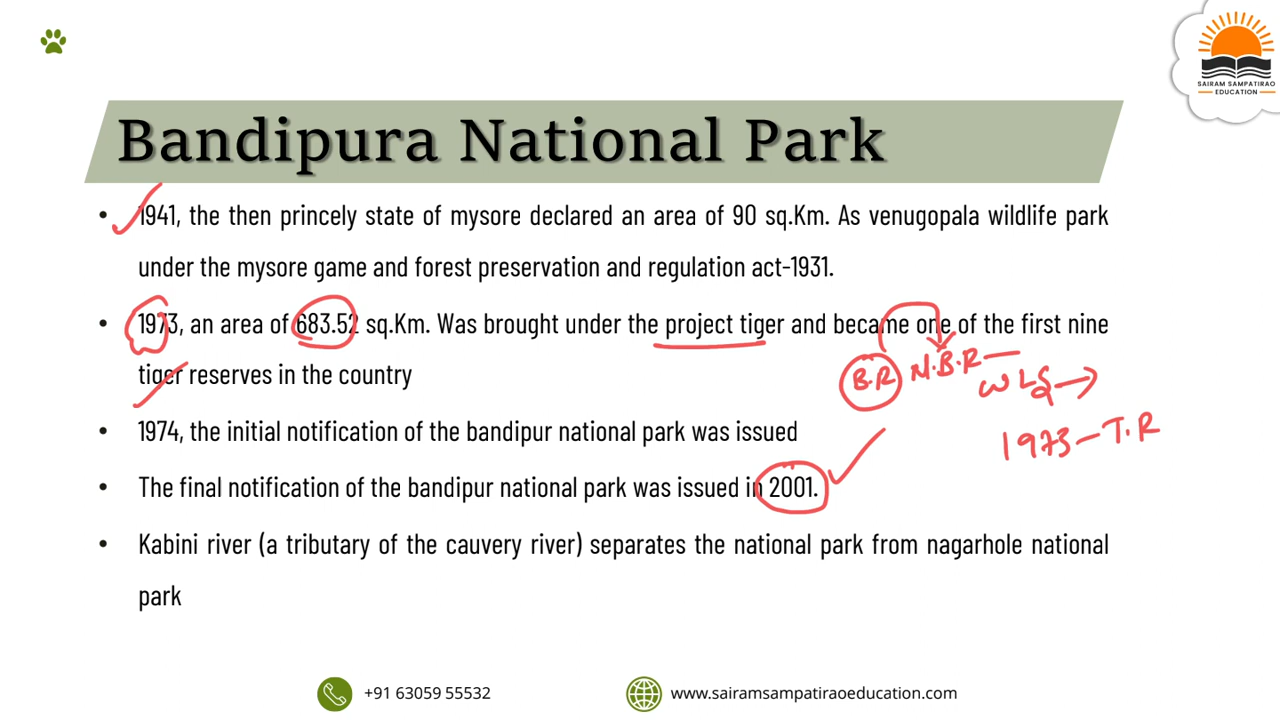 SAIRAM SAMPATIRAO
EDUCATION
Bandipura National Park
• 1941, the then princely state of mysore declared an area of 90 sq.Km. As venugopala wildlife park
under the mysore game and forest preservation and regulation act-1931.
• 1973, an area of 683.52 sq.Km. Was brought under the project tiger and became one of the first nine
tiger reserves in the country
B.R N.B.R — WLS →
1973 - T.R
• 1974, the initial notification of the bandipur national park was issued
• The final notification of the bandipur national park was issued in 2001.
• Kabini river (a tributary of the cauvery river) separates the national park from nagarhole national
park
+91 63059 55532
www.sairamsampatiraoeducation.com